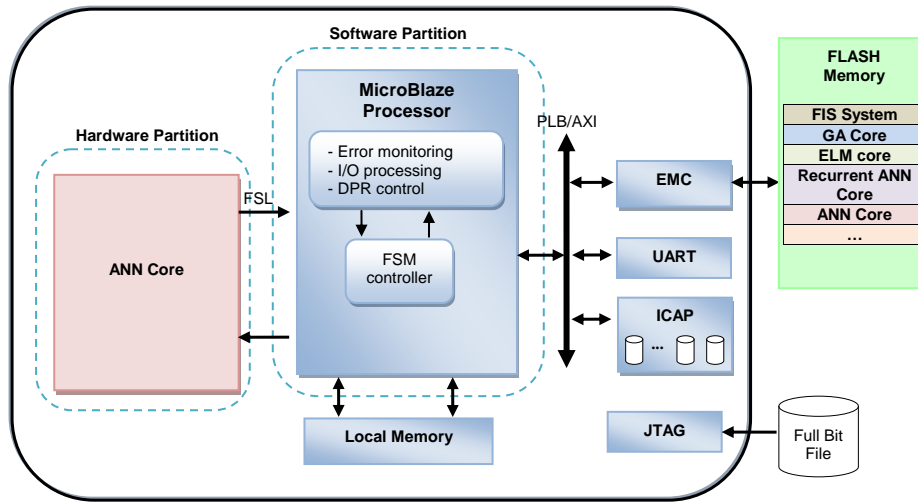 Software Partition
MicroBlaze
Processor
- Error monitoring
- I/O processing
- DPR control
FSM
controller
Hardware Partition
FSL
ANN Core
PLB/AXI
EMC
UART
ICAP
...
Local Memory
JTAG
Full Bit
File
FLASH
Memory
FIS System
GA Core
ELM core
Recurrent ANN
Core
ANN Core
...